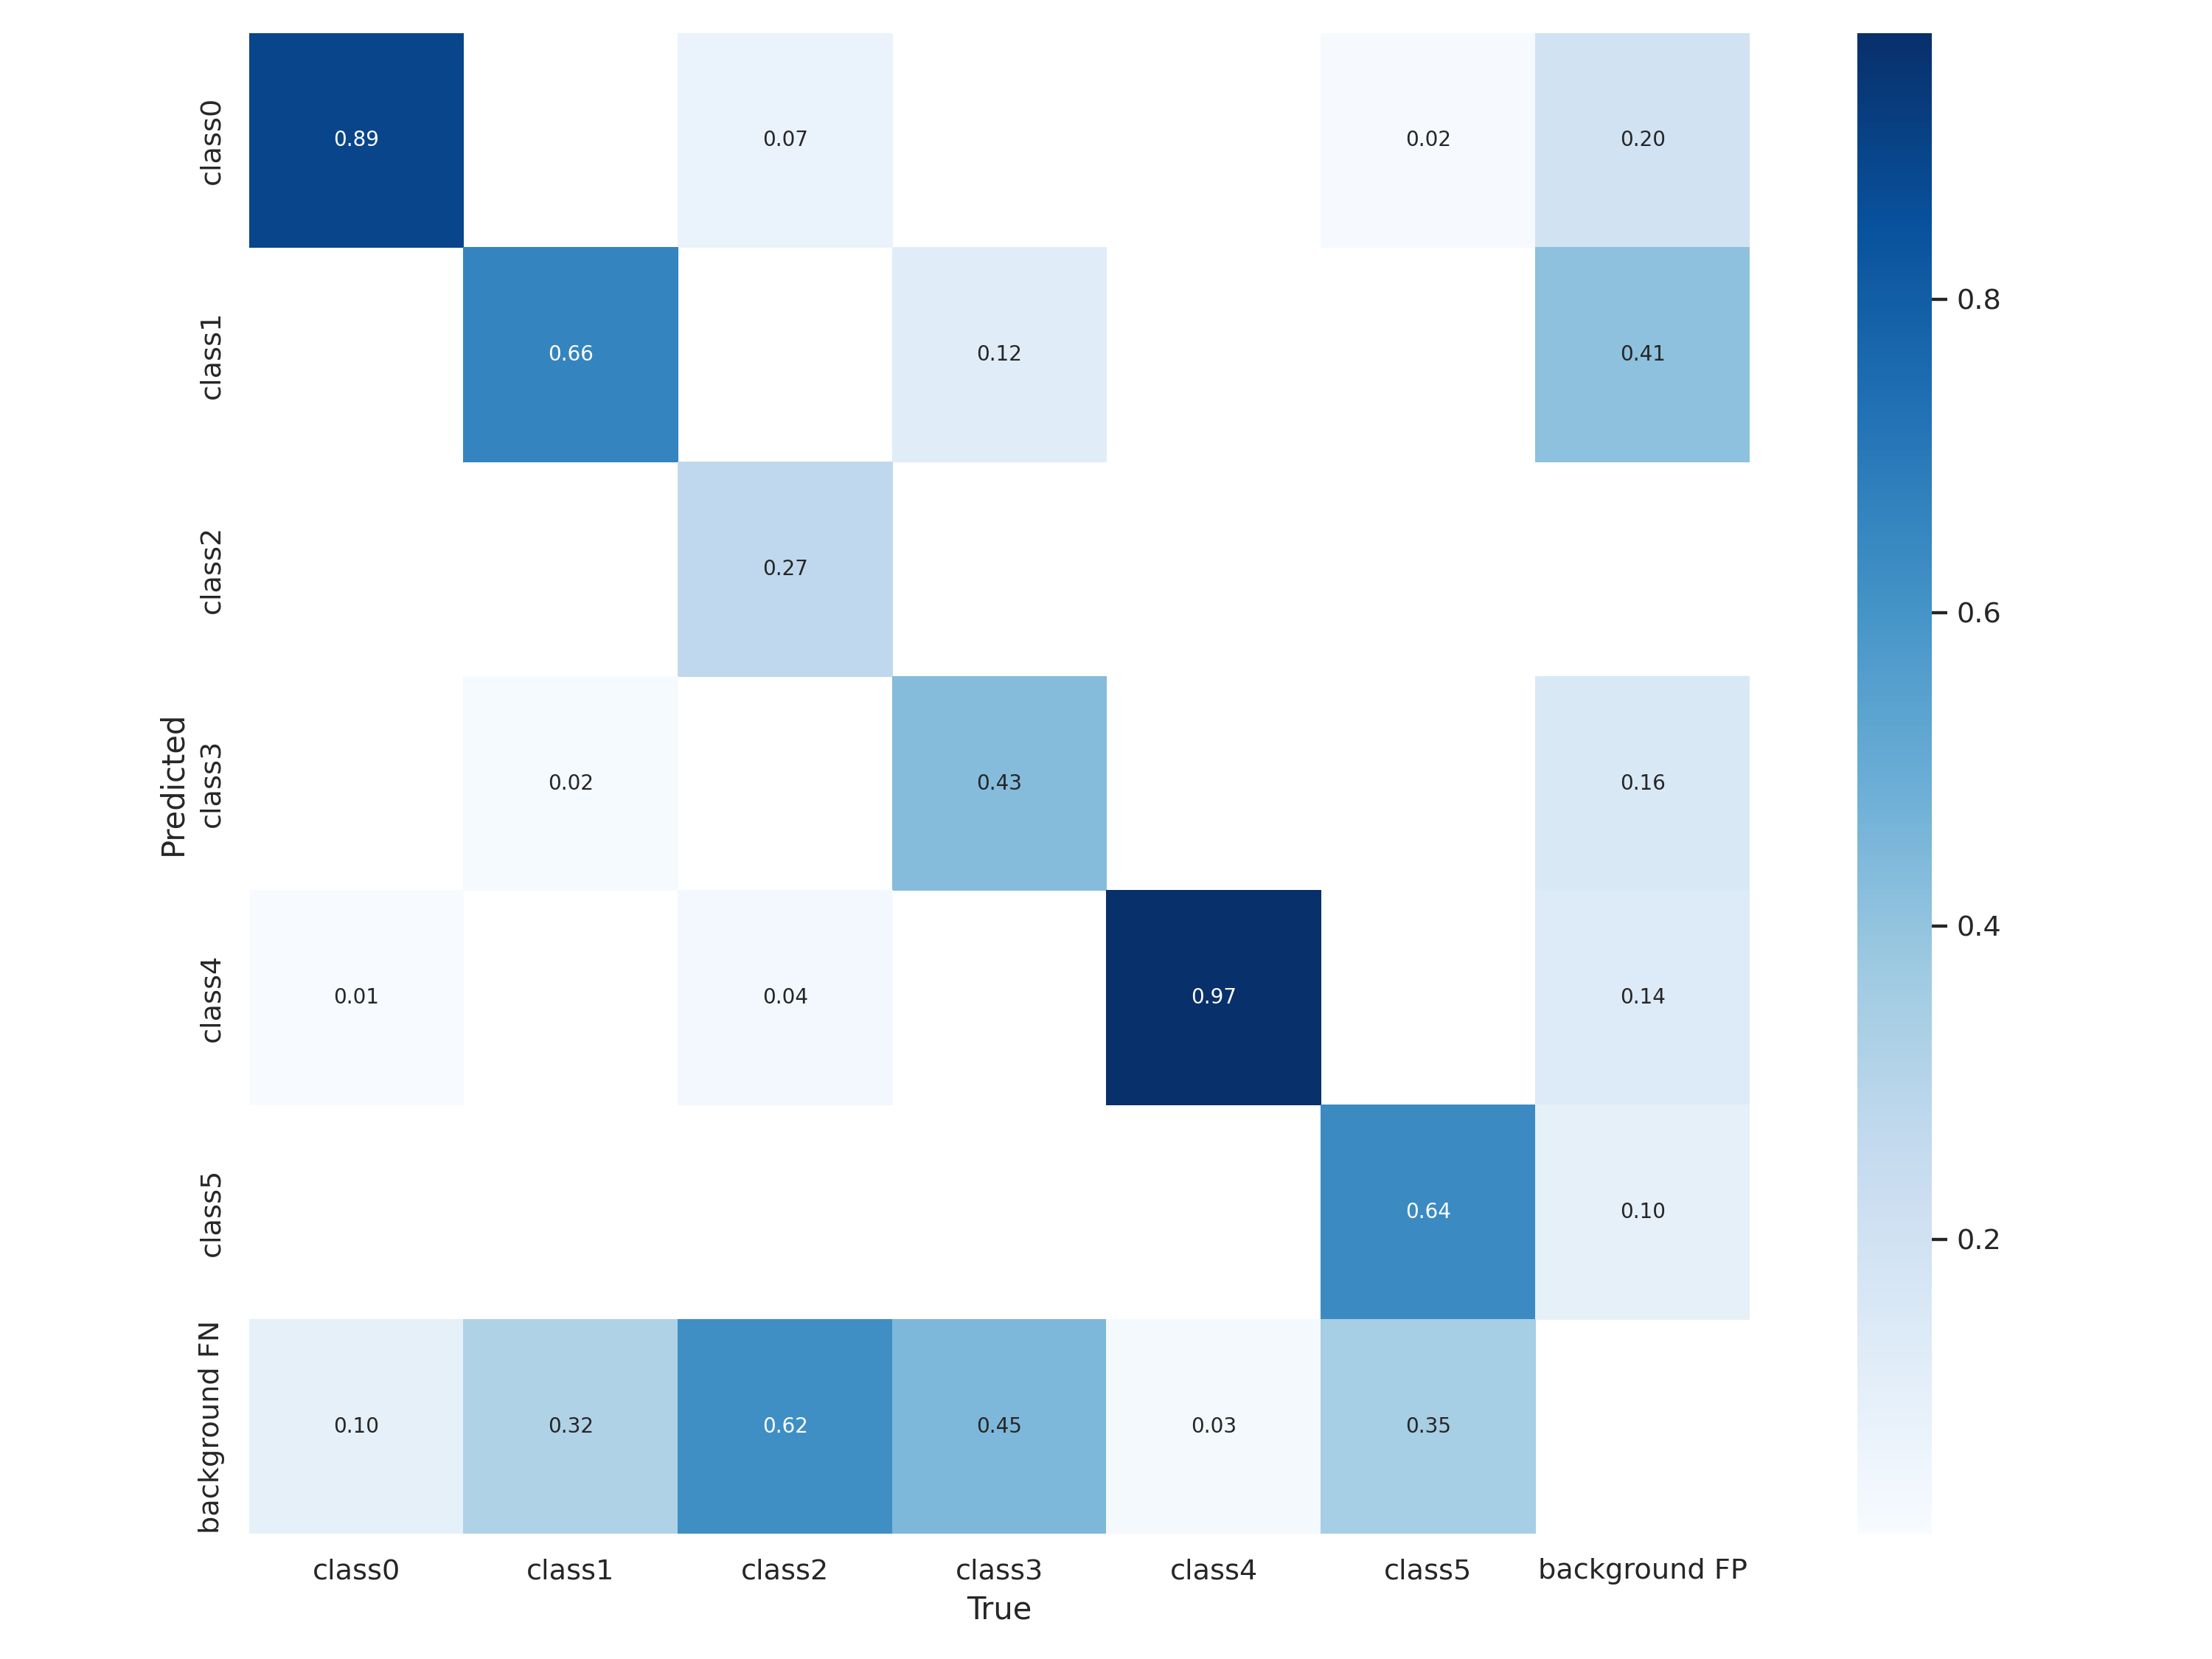 class0 0.89 0.07 0.02 0.20
class1 0.66 0.12 0.41
class2 0.27
class3 0.02 0.43 0.16
class4 0.01 0.04 0.97 0.14
class5 0.64 0.10
background FN 0.10 0.32 0.62 0.45 0.03 0.35
Predicted
class0 class1 class2 class3 class4 class5 background FP
True
0.8
0.6
0.4
0.2